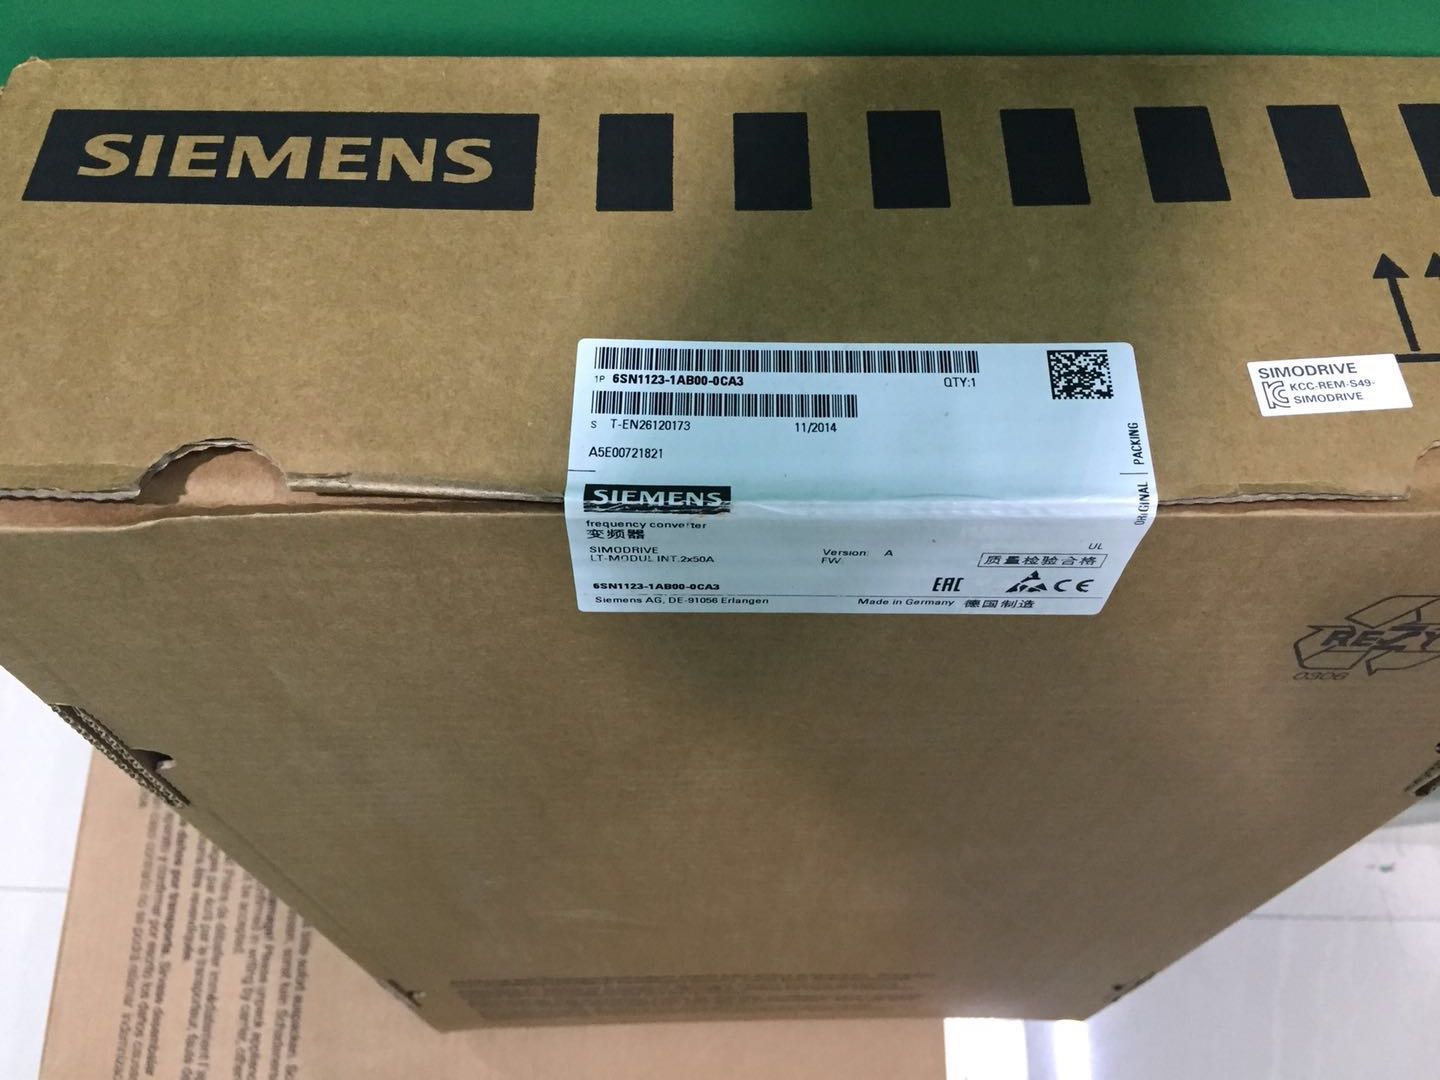 SIEMENS
1P 6SN1123-1AB00-0CA3 QTY:1
S T-EN26120173 11/2014
A5E00721821
ORIGINAL PACKING
SIEMENS
frequency converter
变频器
SIMODRIVE Version: A
LT-MODUL INT.2x50A FW:
UL
质量检验合格
6SN1123-1AB00-0CA3 EAC CE
Siemens AG, DE-91056 Erlangen Made in Germany 德国制造
SIMODRIVE
KCC-REM-S49-
SIMODRIVE
REZY
0306